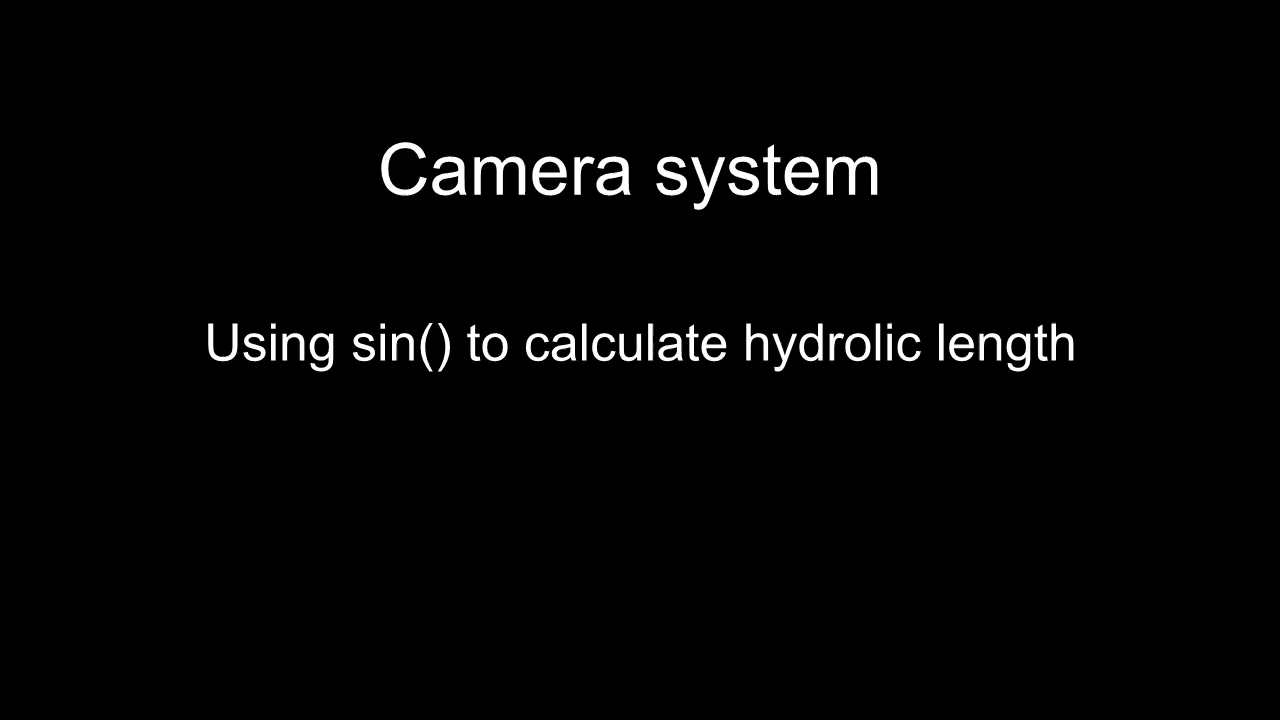 Camera system
Using sin() to calculate hydrolic length